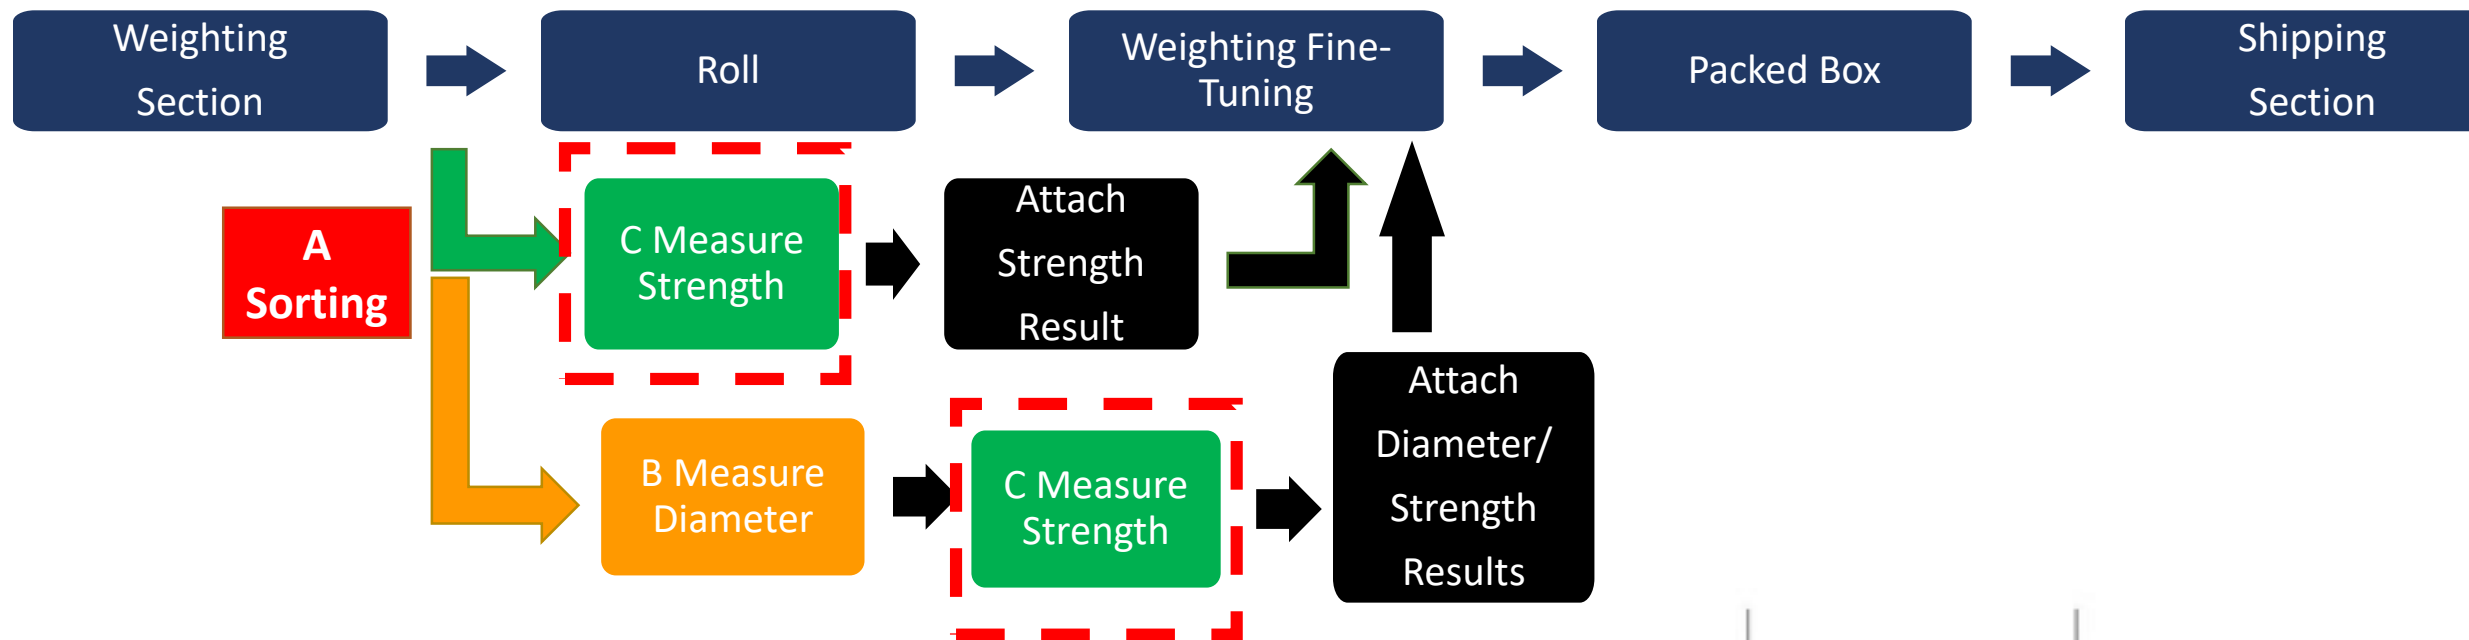 Weighting
Section
Roll
Weighting Fine-
Tuning
Packed Box
Shipping
Section
A
Sorting
C Measure
Strength
Attach
Strength
Result
B Measure
Diameter
C Measure
Strength
Attach
Diameter/
Strength
Results